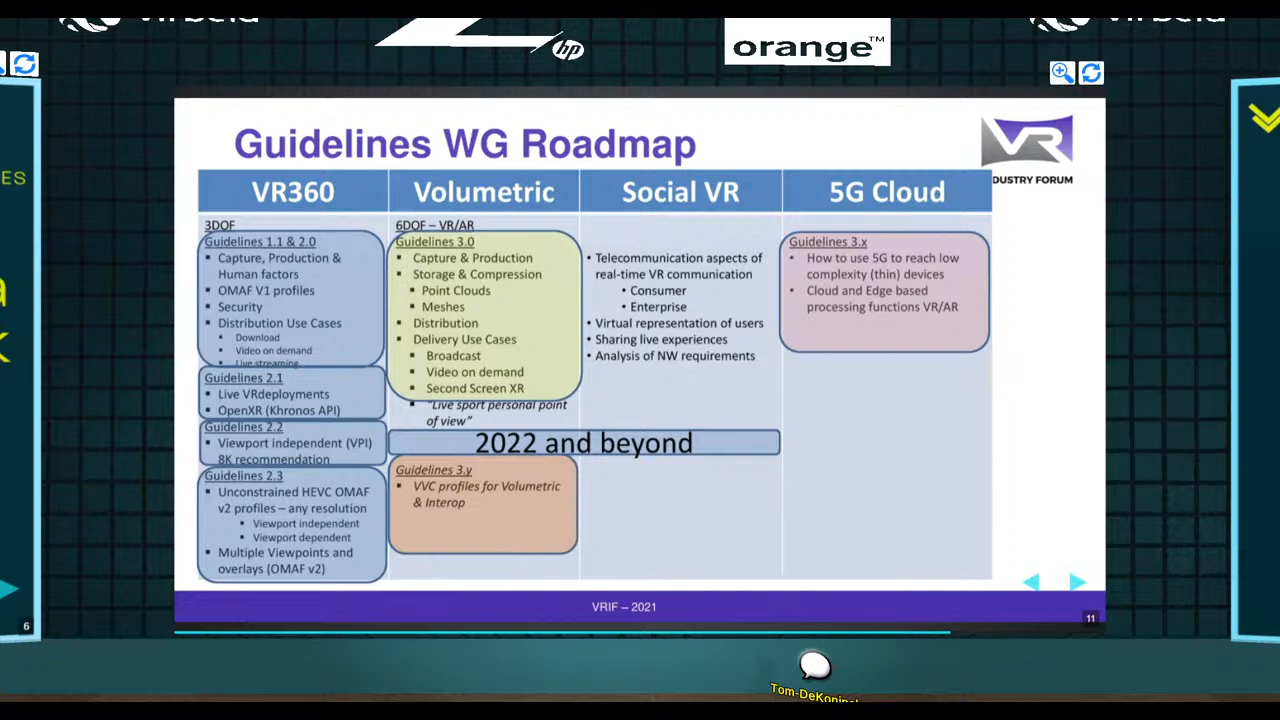 hp
orange™
ES
Guidelines WG Roadmap
VR
DUSTRY FORUM
VR360
Volumetric
Social VR
5G Cloud
3DOF
Guidelines 1.1 & 2.0
▪ Capture, Production &
Human factors
▪ OMAF V1 profiles
▪ Security
▪ Distribution Use Cases
▪ Download
▪ Video on demand
▪ Live streaming
Guidelines 2.1
▪ Live VRdeployments
▪ OpenXR (Khronos API)
Guidelines 2.2
▪ Viewport independent (VPI)
8K recommendation
Guidelines 2.3
▪ Unconstrained HEVC OMAF
v2 profiles – any resolution
▪ Viewport independent
▪ Viewport dependent
▪ Multiple Viewpoints and
overlays (OMAF v2)
6DOF – VR/AR
Guidelines 3.0
▪ Capture & Production
▪ Storage & Compression
▪ Point Clouds
▪ Meshes
▪ Distribution
▪ Delivery Use Cases
▪ Broadcast
▪ Video on demand
▪ Second Screen XR
▪ "Live sport personal point
of view"
2022 and beyond
Guidelines 3.y
▪ VVC profiles for Volumetric
& Interop
• Telecommunication aspects of
real-time VR communication
• Consumer
• Enterprise
• Virtual representation of users
• Sharing live experiences
• Analysis of NW requirements
Guidelines 3.x
• How to use 5G to reach low
complexity (thin) devices
• Cloud and Edge based
processing functions VR/AR
VRIF – 2021
11
6